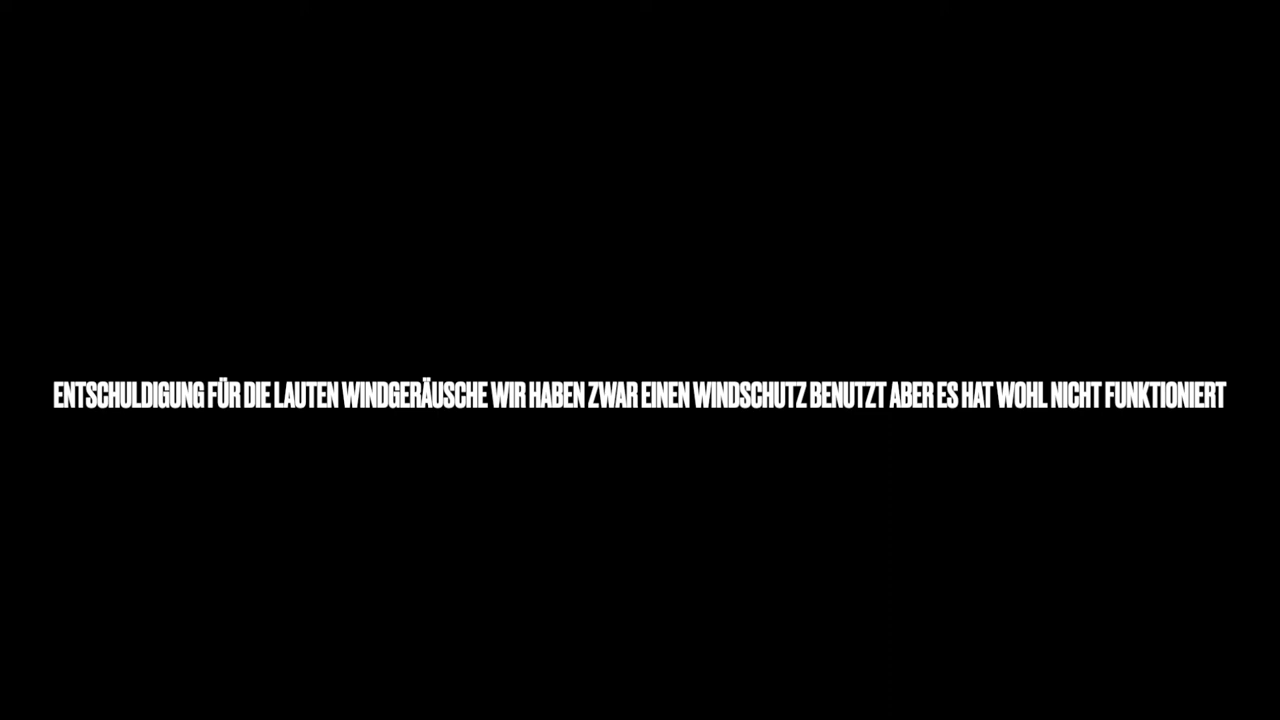 ENTSCHULDIGUNG FÜR DIE LAUTEN WINDGERÄUSCHE WIR HABEN ZWAR EINEN WINDSCHUTZ BENUTZT ABER ES HAT WOHL NICHT FUNKTIONIERT